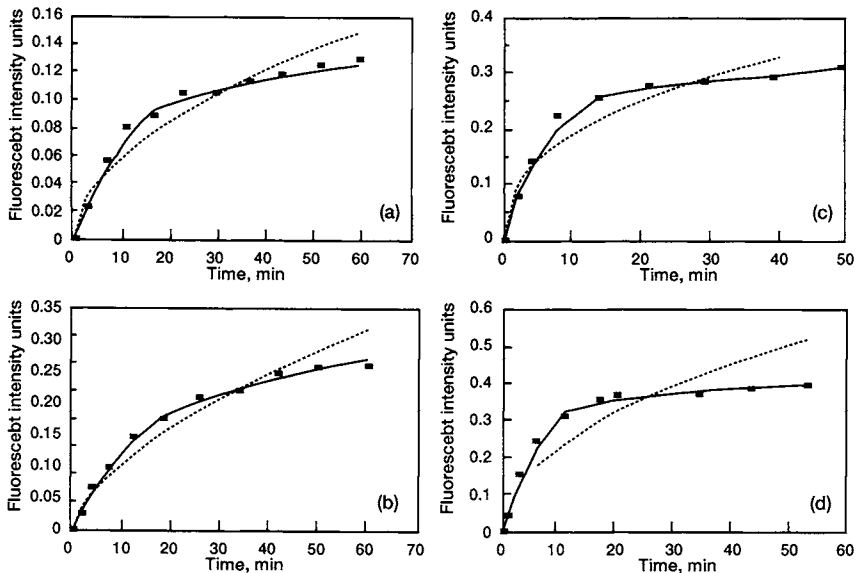 Fluorescebt intensity units
0.16
0.14
0.12
0.10
0.08
0.06
0.04
0.02
0
(a)
0 10 20 30 40 50 60 70
Time, min
Fluorescebt intensity units
0.4
0.3
0.2
0.1
0
(c)
0 10 20 30 40 50
Time, min
Fluorescebt intensity units
0.35
0.30
0.25
0.20
0.15
0.10
0.05
0
(b)
0 10 20 30 40 50 60 70
Time, min
Fluorescebt intensity units
0.6
0.5
0.4
0.3
0.2
0.1
0
(d)
0 10 20 30 40 50 60
Time, min